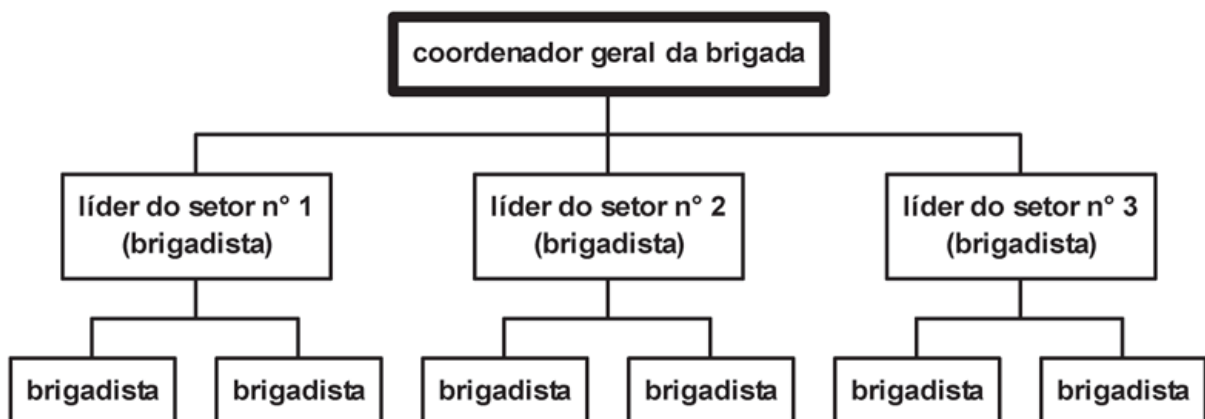 coordenador geral da brigada
líder do setor n° 1
(brigadista)
líder do setor n° 2
(brigadista)
líder do setor n° 3
(brigadista)
brigadista
brigadista
brigadista
brigadista
brigadista
brigadista